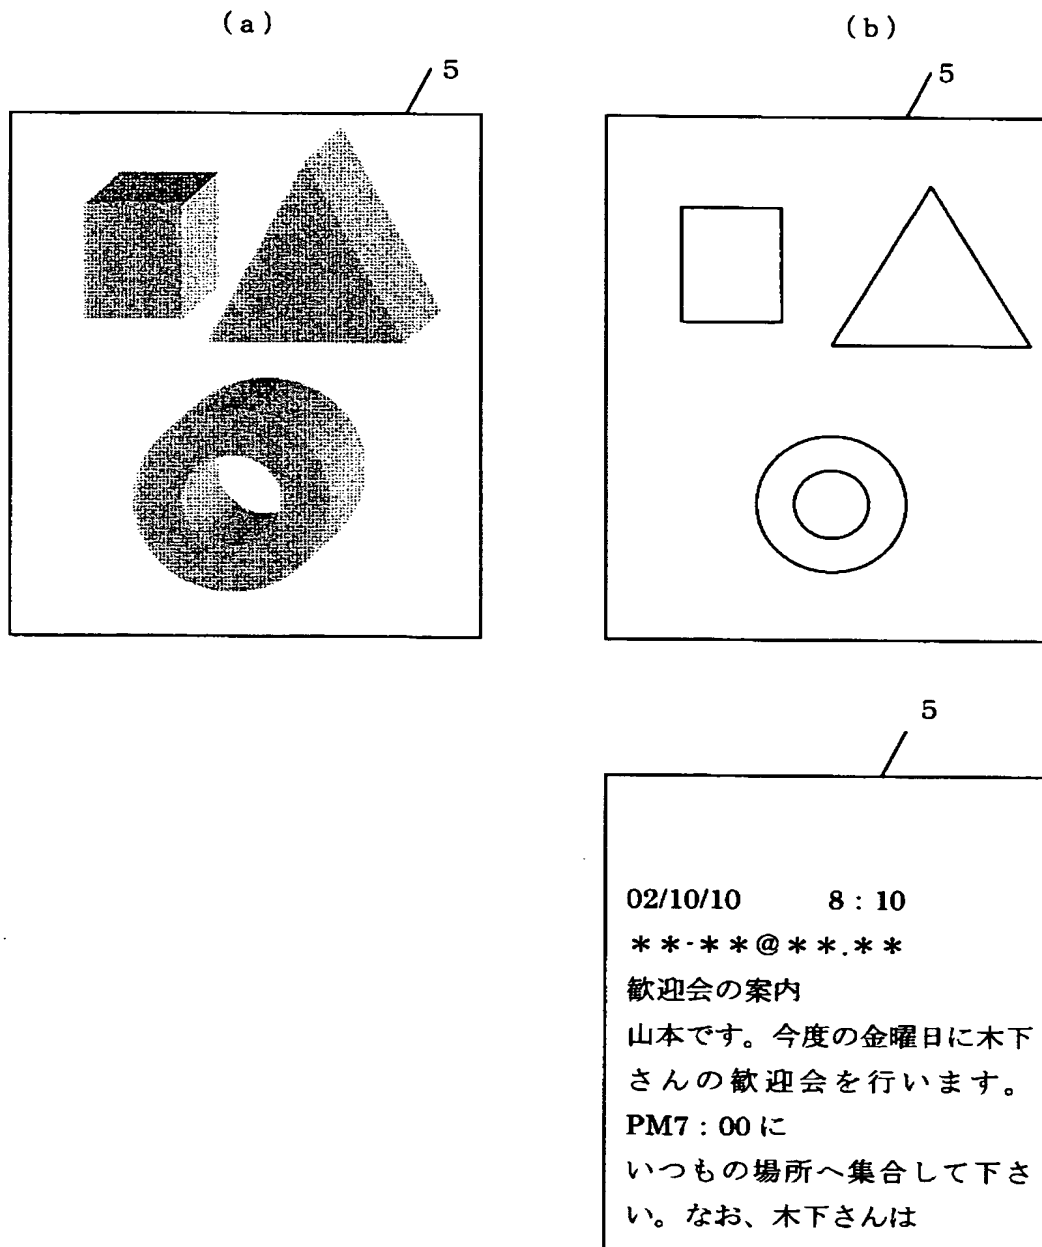 (a)
(b)
5
5
5
02/10/10 8:10
**-**@**.**
歓迎会の案内
山本です。今度の金曜日に木下
さんの歓迎会を行います。
PM7:00に
いつもの場所へ集合して下さ
い。なお、木下さんは